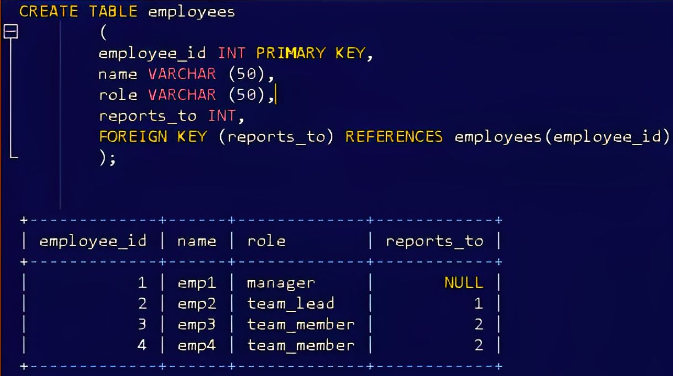 CREATE TABLE employees
(
employee_id INT PRIMARY KEY,
name VARCHAR (50),
role VARCHAR (50),
reports_to INT,
FOREIGN KEY (reports_to) REFERENCES employees(employee_id)
);
+-------------+------+-------------+------------+
| employee_id | name | role        | reports_to |
+-------------+------+-------------+------------+
|           1 | emp1 | manager     |       NULL |
|           2 | emp2 | team_lead   |          1 |
|           3 | emp3 | team_member |          2 |
|           4 | emp4 | team_member |          2 |
+-------------+------+-------------+------------+